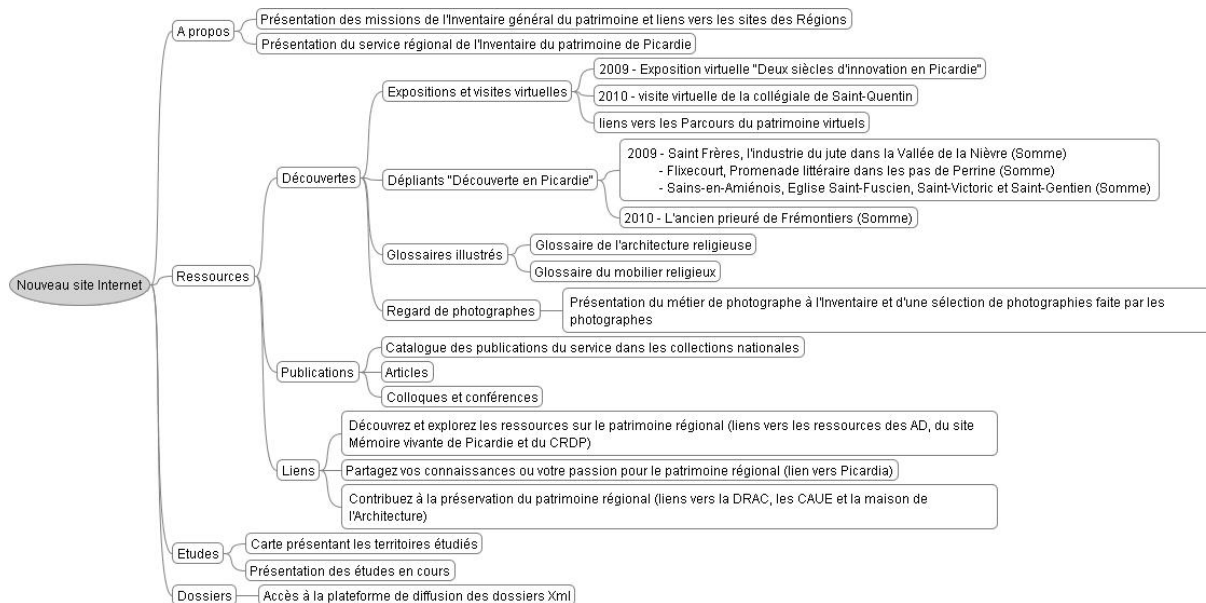 Nouveau site Internet
A propos
Présentation des missions de l'Inventaire général du patrimoine et liens vers les sites des Régions
Présentation du service régional de l'Inventaire du patrimoine de Picardie
Ressources
Découvertes
Expositions et visites virtuelles
2009 - Exposition virtuelle "Deux siècles d'innovation en Picardie"
2010 - visite virtuelle de la collégiale de Saint-Quentin
liens vers les Parcours du patrimoine virtuels
Dépliants "Découverte en Picardie"
2009 - Saint Frères, l'industrie du jute dans la Vallée de la Nièvre (Somme)
- Flixecourt, Promenade littéraire dans les pas de Perrine (Somme)
- Sains-en-Amiénois, Eglise Saint-Fuscien, Saint-Victoric et Saint-Gentien (Somme)
2010 - L'ancien prieuré de Frémontiers (Somme)
Glossaires illustrés
Glossaire de l'architecture religieuse
Glossaire du mobilier religieux
Regard de photographes
Présentation du métier de photographe à l'Inventaire et d'une sélection de photographies faite par les
photographes
Publications
Catalogue des publications du service dans les collections nationales
Articles
Colloques et conférences
Liens
Découvrez et explorez les ressources sur le patrimoine régional (liens vers les ressources des AD, du site
Mémoire vivante de Picardie et du CRDP)
Partagez vos connaissances ou votre passion pour le patrimoine régional (lien vers Picardia)
Contribuez à la préservation du patrimoine régional (liens vers la DRAC, les CAUE et la maison de
l'Architecture)
Etudes
Carte présentant les territoires étudiés
Présentation des études en cours
Dossiers
Accès à la plateforme de diffusion des dossiers Xml